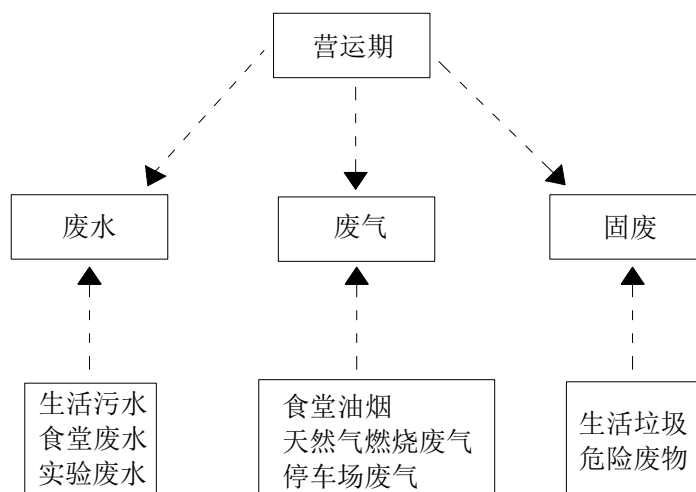 营运期
废水
废气
固废
生活污水
食堂废水
实验废水
食堂油烟
天然气燃烧废气
停车场废气
生活垃圾
危险废物